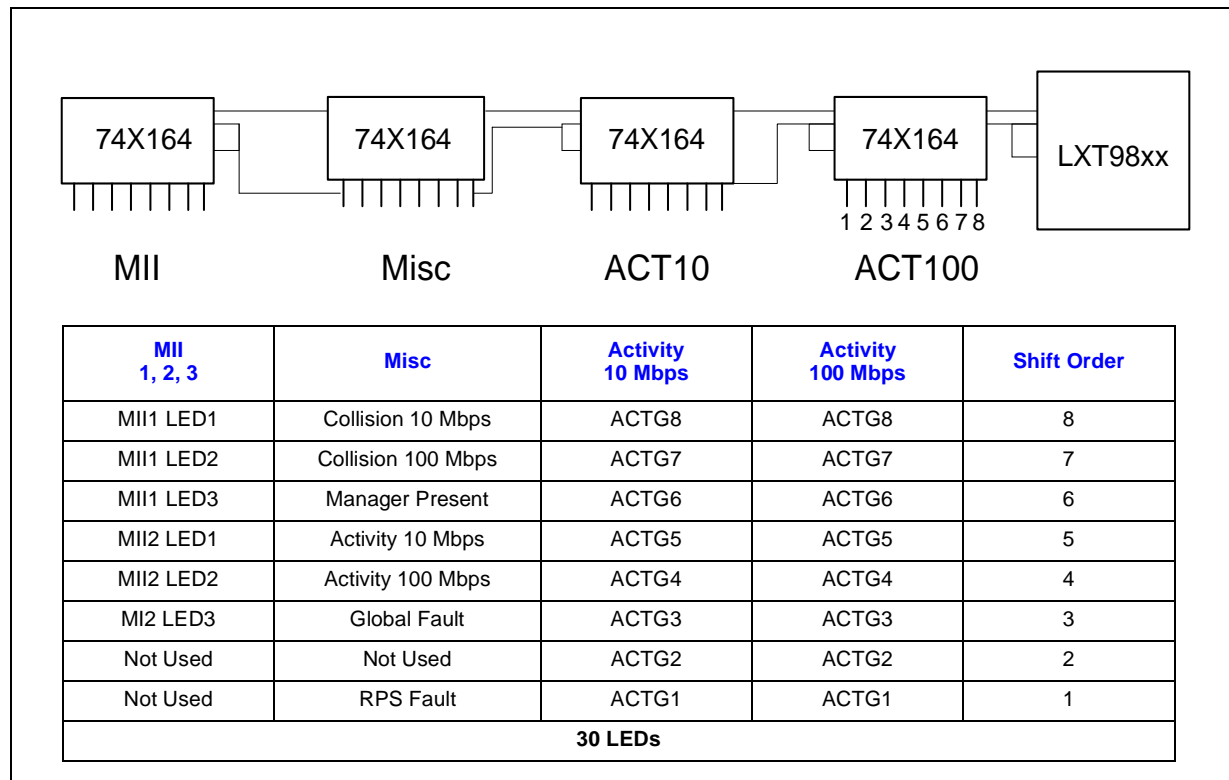 74X164 74X164 74X164 74X164 LXT98xx
1 2 3 4 5 6 7 8
MII Misc ACT10 ACT100
MII 1, 2, 3 Misc Activity 10 Mbps Activity 100 Mbps Shift Order
MII1 LED1 Collision 10 Mbps ACTG8 ACTG8 8
MII1 LED2 Collision 100 Mbps ACTG7 ACTG7 7
MII1 LED3 Manager Present ACTG6 ACTG6 6
MII2 LED1 Activity 10 Mbps ACTG5 ACTG5 5
MII2 LED2 Activity 100 Mbps ACTG4 ACTG4 4
MI2 LED3 Global Fault ACTG3 ACTG3 3
Not Used Not Used ACTG2 ACTG2 2
Not Used RPS Fault ACTG1 ACTG1 1
30 LEDs